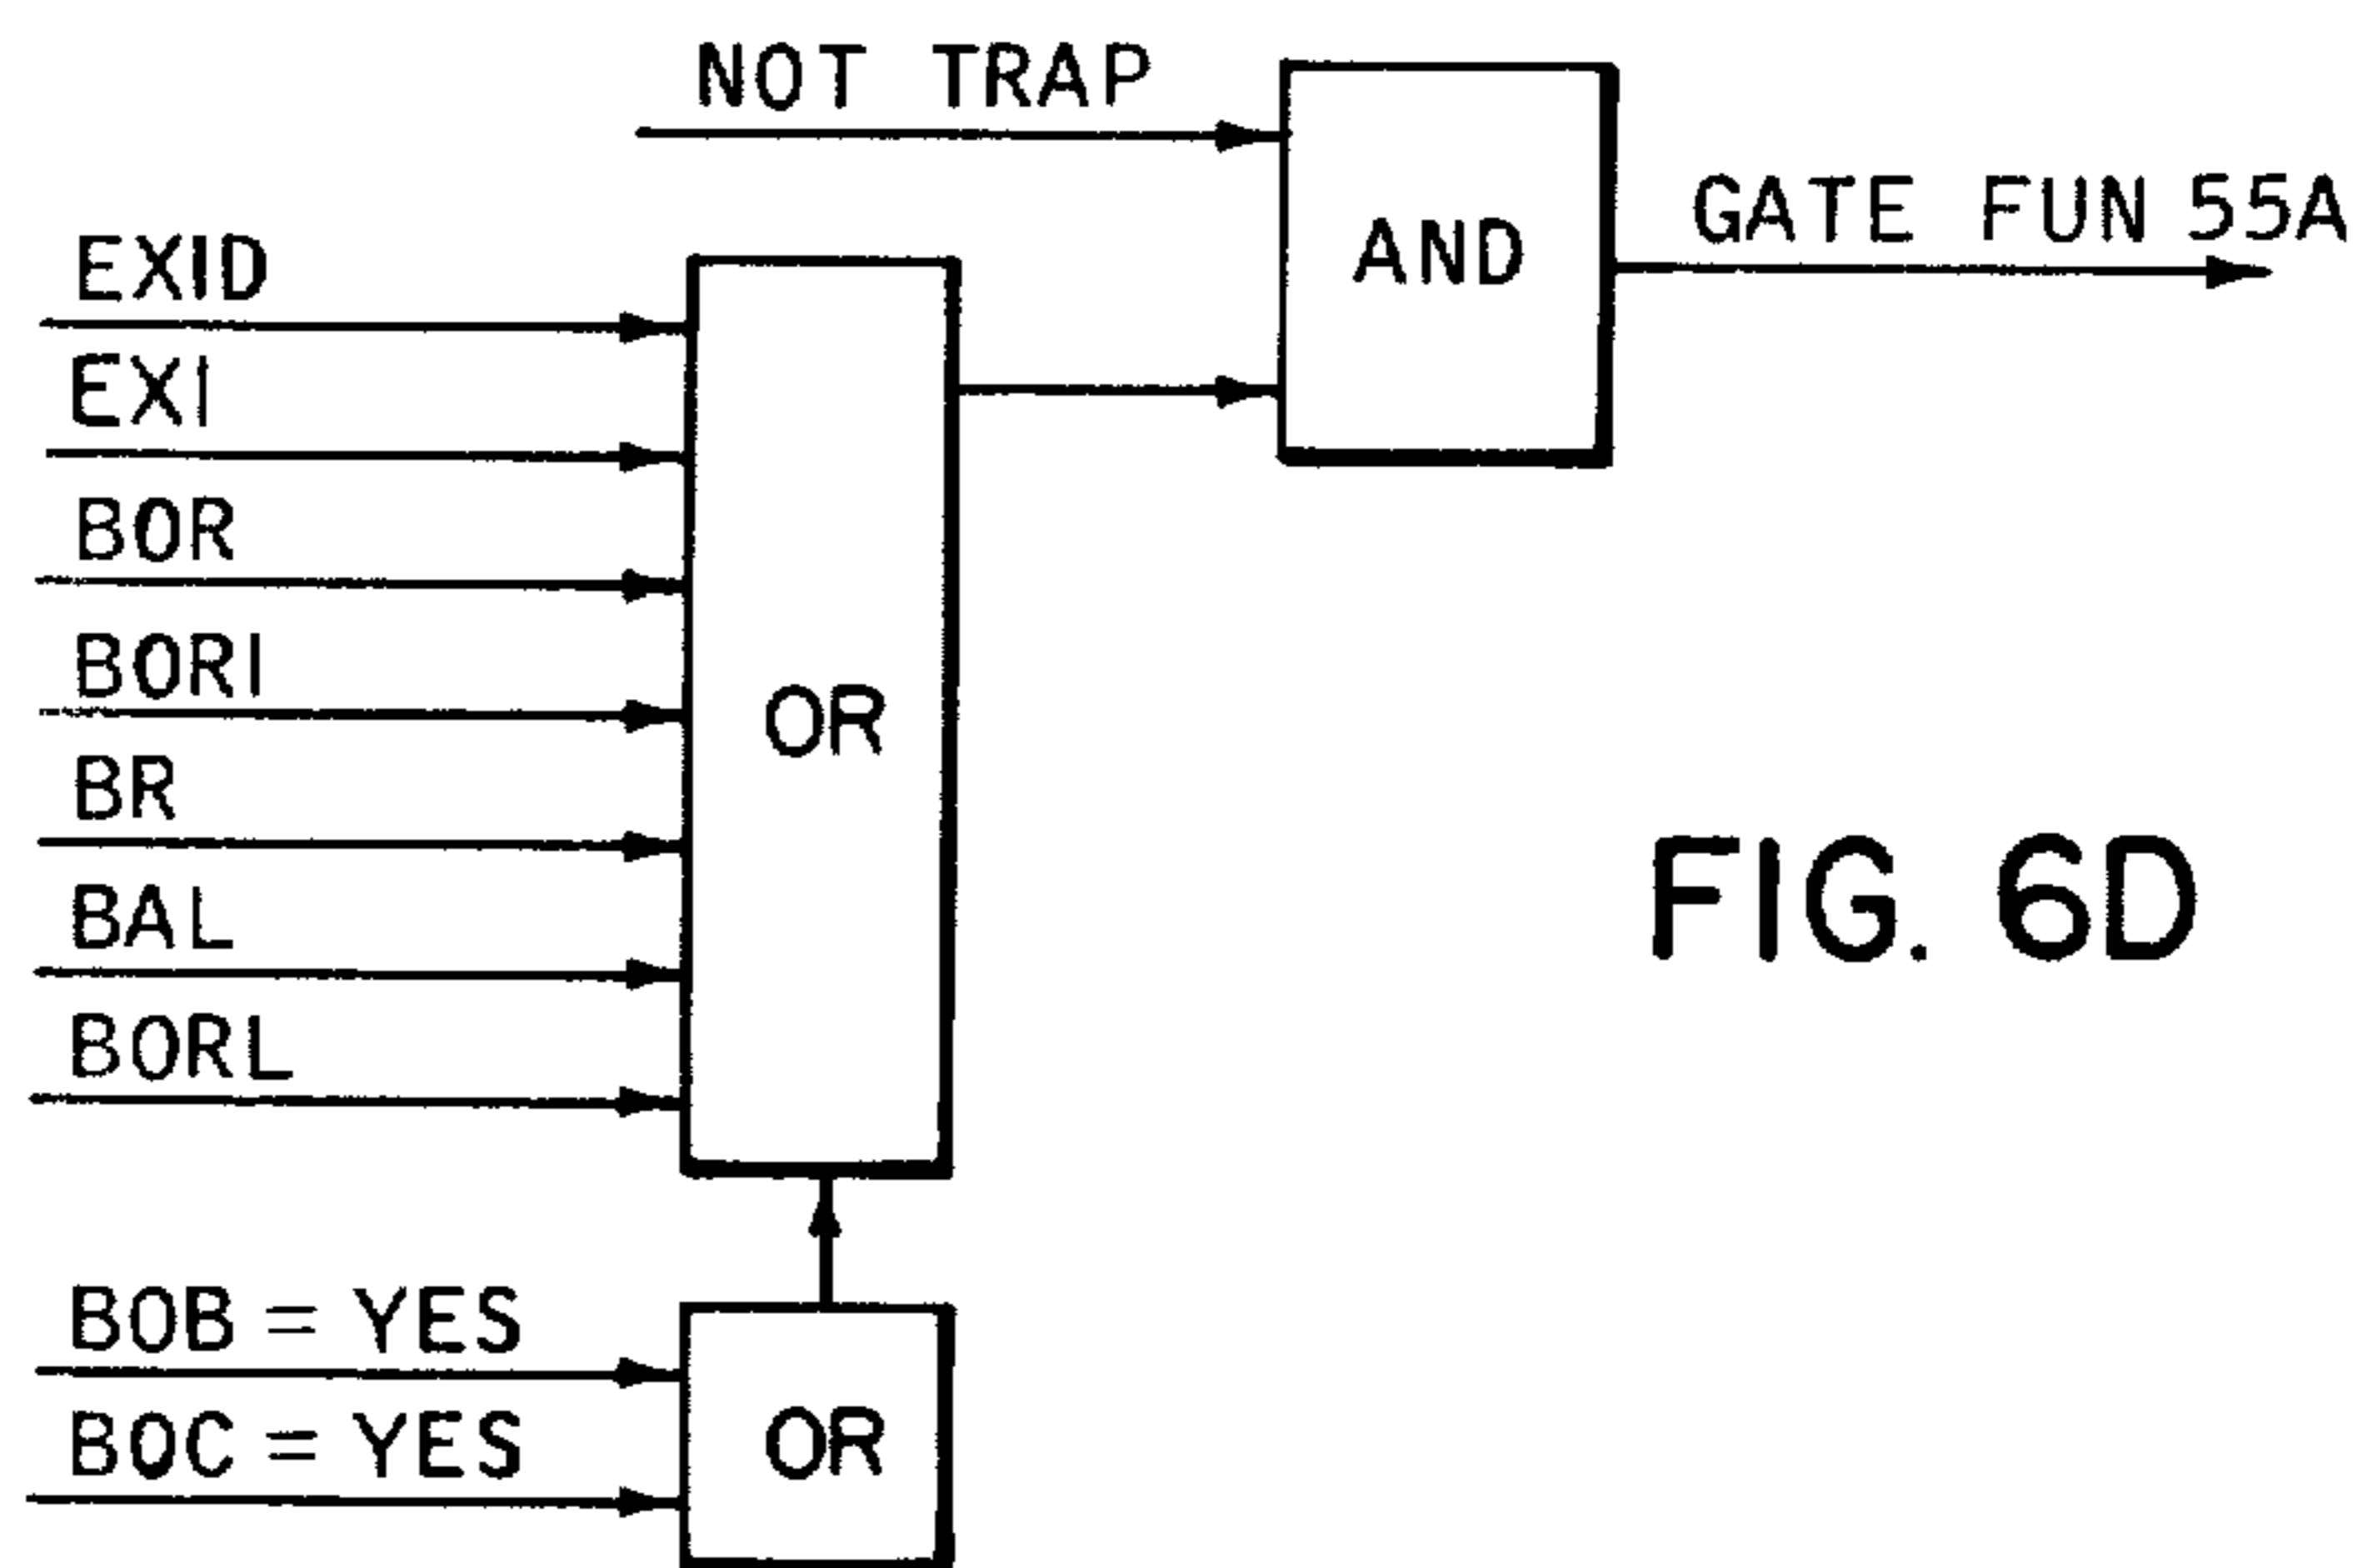 NOT TRAP
AND
GATE FUN 55A
EXID
EXI
BOR
BORI
OR
BR
BAL
BORL
FIG. 6D
BOB = YES
BOC = YES
OR